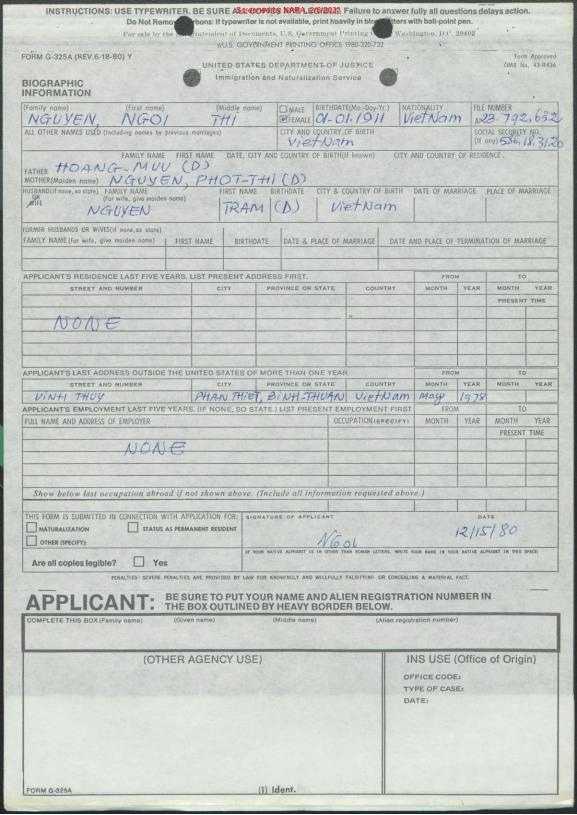 INSTRUCTIONS: USE TYPEWRITER. BE SURE ALL COPIES ARE LEGIBLE. Failure to answer fully all questions delays action.
Do Not Remove Carbons: If typewriter is not available, print heavily in block letters with ball-point pen.
For sale by the Superintendent of Documents, U.S. Government Printing Washington, D.C. 20402
U.S. GOVERNMENT PRINTING OFFICE 1980-320-732
FORM G-325A (REV.6-18-80) Y
Form Approved
OMB No. 43-R436
UNITED STATES DEPARTMENT OF JUSTICE
Immigration and Naturalization Service
BIOGRAPHIC
INFORMATION
(Family name) (First name) (Middle name) MALE FEMALE BIRTHDATE(Mo.-Day-Yr.) NATIONALITY FILE NUMBER
NGUYEN, NGOI THI 01-01-1911 VietNam A23-792,632
ALL OTHER NAMES USED (Including names by previous marriages) CITY AND COUNTRY OF BIRTH SOCIAL SECURITY NO.
VietNam (If any) 586,18,3120
FAMILY NAME FIRST NAME DATE, CITY AND COUNTRY OF BIRTH(If known) CITY AND COUNTRY OF RESIDENCE.
FATHER HOANG-MUU (D)
MOTHER(Maiden name) NGUYEN, PHOT-THI (D)
HUSBAND(If none, so state) OR WIFE FAMILY NAME (For wife, give maiden name) FIRST NAME BIRTHDATE CITY & COUNTRY OF BIRTH DATE OF MARRIAGE PLACE OF MARRIAGE
NGUYEN TRAM (D) VietNam
FORMER HUSBANDS OR WIVES(if none, so state)
FAMILY NAME (For wife, give maiden name) FIRST NAME BIRTHDATE DATE & PLACE OF MARRIAGE DATE AND PLACE OF TERMINATION OF MARRIAGE
APPLICANT'S RESIDENCE LAST FIVE YEARS. LIST PRESENT ADDRESS FIRST. FROM TO
STREET AND NUMBER CITY PROVINCE OR STATE COUNTRY MONTH YEAR MONTH YEAR
PRESENT TIME
NONE
APPLICANT'S LAST ADDRESS OUTSIDE THE UNITED STATES OF MORE THAN ONE YEAR FROM TO
STREET AND NUMBER CITY PROVINCE OR STATE COUNTRY MONTH YEAR MONTH YEAR
VINH THUY PHAN THIET, BINH-THUAN VietNam May 1978
APPLICANT'S EMPLOYMENT LAST FIVE YEARS. (IF NONE, SO STATE.) LIST PRESENT EMPLOYMENT FIRST FROM TO
FULL NAME AND ADDRESS OF EMPLOYER OCCUPATION(SPECIFY) MONTH YEAR MONTH YEAR
PRESENT TIME
NONE
Show below last occupation abroad if not shown above. (Include all information requested above.)
THIS FORM IS SUBMITTED IN CONNECTION WITH APPLICATION FOR: SIGNATURE OF APPLICANT DATE
NATURALIZATION STATUS AS PERMANENT RESIDENT
OTHER (SPECIFY):
NGOI 12/15/80
IF YOUR NATIVE ALPHABET IS IN OTHER THAN ROMAN LETTERS, WRITE YOUR NAME IN YOUR NATIVE ALPHABET IN THIS SPACE:
Are all copies legible? Yes
PENALTIES: SEVERE PENALTIES ARE PROVIDED BY LAW FOR KNOWINGLY AND WILLFULLY FALSIFYING OR CONCEALING A MATERIAL FACT.
APPLICANT: BE SURE TO PUT YOUR NAME AND ALIEN REGISTRATION NUMBER IN
THE BOX OUTLINED BY HEAVY BORDER BELOW.
COMPLETE THIS BOX (Family name) (Given name) (Middle name) (Alien registration number)
(OTHER AGENCY USE) INS USE (Office of Origin)
OFFICE CODE:
TYPE OF CASE:
DATE:
FORM G-325A (1) Ident.